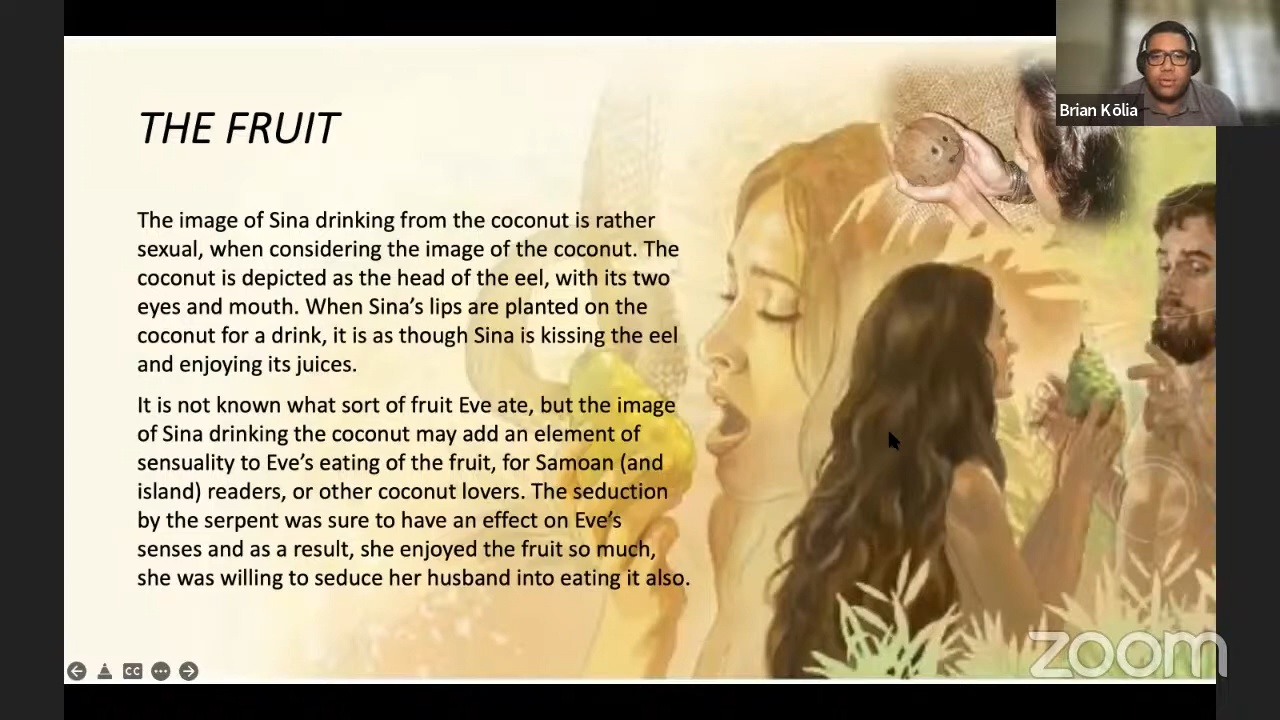 Brian Kōlia
THE FRUIT
The image of Sina drinking from the coconut is rather
sexual, when considering the image of the coconut. The
coconut is depicted as the head of the eel, with its two
eyes and mouth. When Sina's lips are planted on the
coconut for a drink, it is as though Sina is kissing the eel
and enjoying its juices.
It is not known what sort of fruit Eve ate, but the image
of Sina drinking the coconut may add an element of
sensuality to Eve's eating of the fruit, for Samoan (and
island) readers, or other coconut lovers. The seduction
by the serpent was sure to have an effect on Eve's
senses and as a result, she enjoyed the fruit so much,
she was willing to seduce her husband into eating it also.
CC
zoom